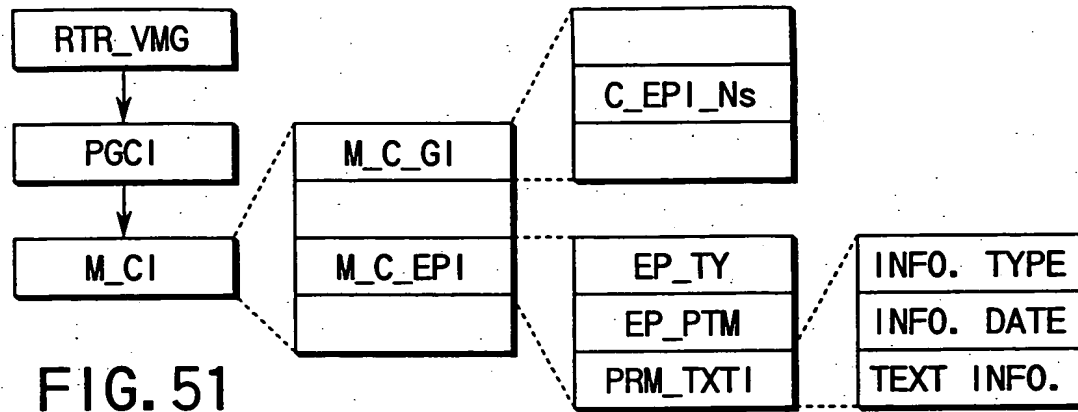 RTR_VMG
PGCI
M_CI
M_C_GI
M_C_EPI
C_EPI_Ns
EP_TY
EP_PTM
PRM_TXTI
INFO. TYPE
INFO. DATE
TEXT INFO.
FIG. 51